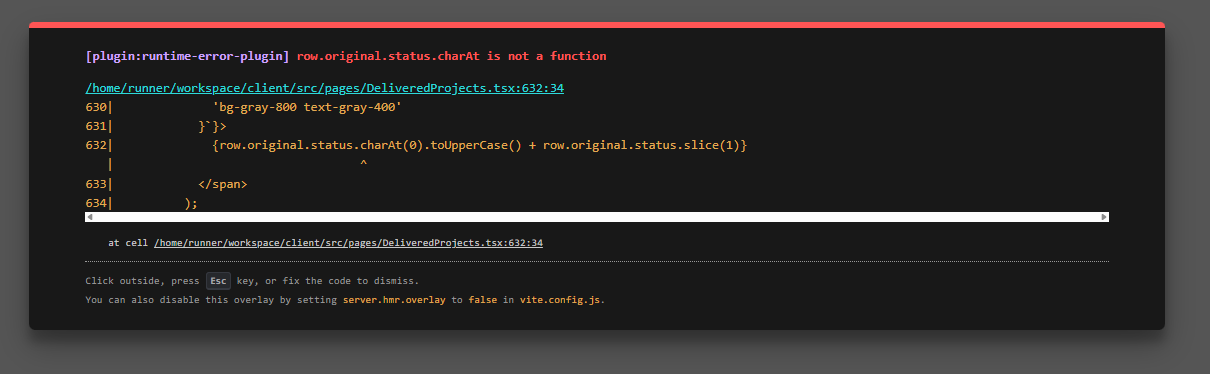 [plugin:runtime-error-plugin] row.original.status.charAt is not a function
/home/runner/workspace/client/src/pages/DeliveredProjects.tsx:632:34
630|              'bg-gray-800 text-gray-400'
631|            }`}>
632|              {row.original.status.charAt(0).toUpperCase() + row.original.status.slice(1)}
   |                                  ^
633|            </span>
634|          );
at cell /home/runner/workspace/client/src/pages/DeliveredProjects.tsx:632:34
Click outside, press Esc key, or fix the code to dismiss.
You can also disable this overlay by setting server.hmr.overlay to false in vite.config.js.